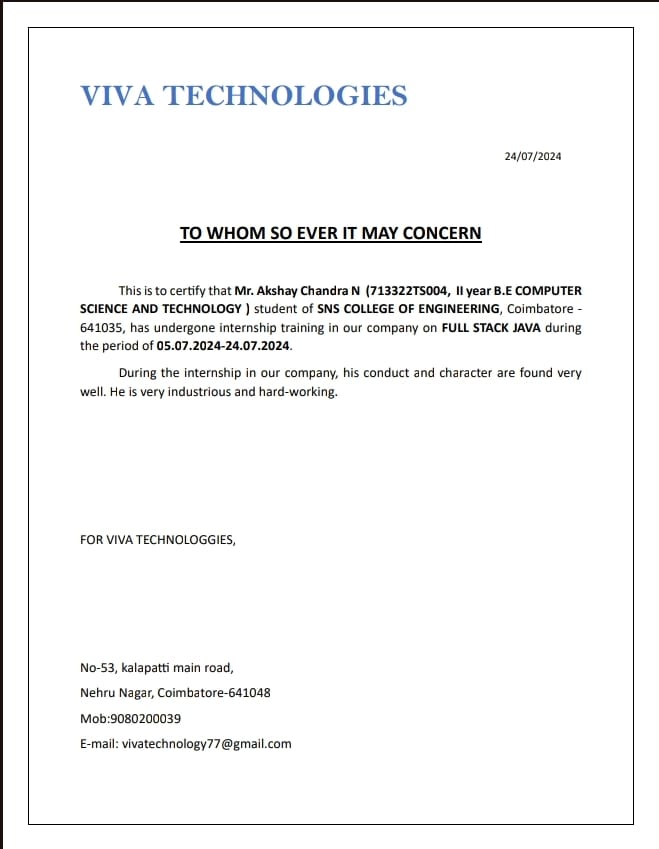 VIVA TECHNOLOGIES
24/07/2024
TO WHOM SO EVER IT MAY CONCERN
This is to certify that Mr. Akshay Chandra N (713322TS004, II year B.E COMPUTER
SCIENCE AND TECHNOLOGY ) student of SNS COLLEGE OF ENGINEERING, Coimbatore -
641035, has undergone internship training in our company on FULL STACK JAVA during
the period of 05.07.2024-24.07.2024.
During the internship in our company, his conduct and character are found very
well. He is very industrious and hard-working.
FOR VIVA TECHNOLOGGIES,
No-53, kalapatti main road,
Nehru Nagar, Coimbatore-641048
Mob:9080200039
E-mail: vivatechnology77@gmail.com